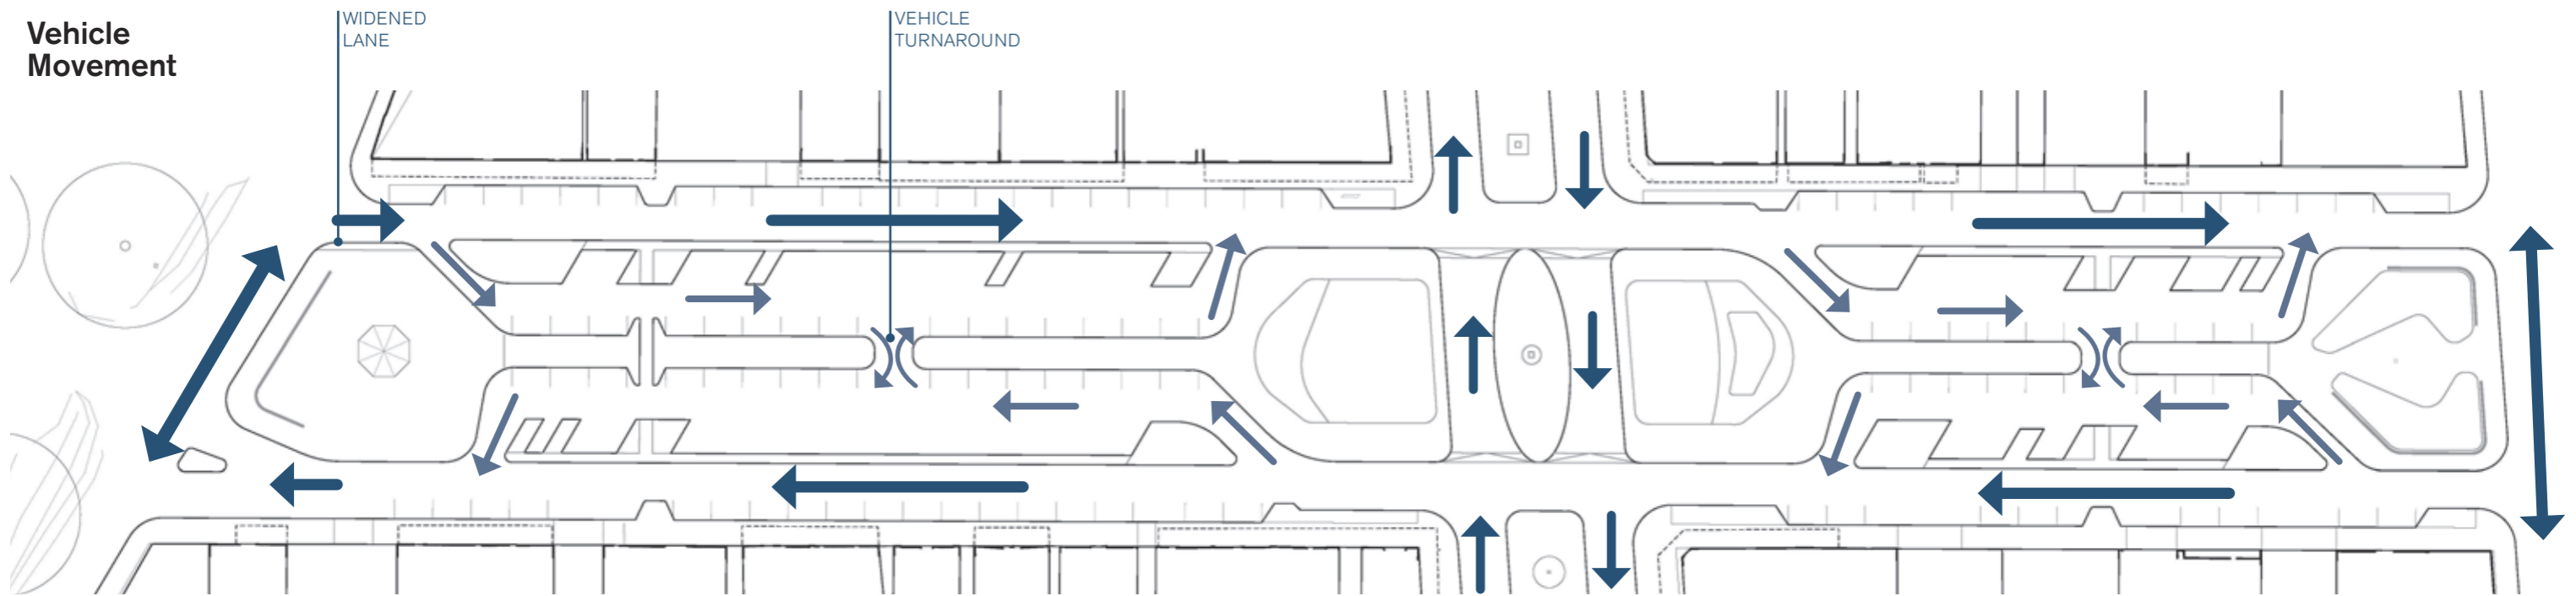 Vehicle
Movement
WIDENED
LANE
VEHICLE
TURNAROUND